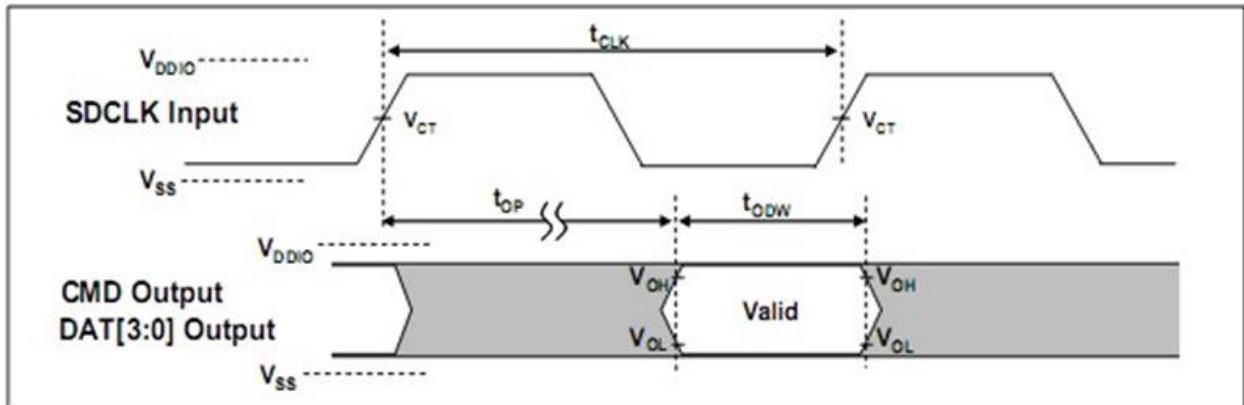 tCLK
VDDIO
SDCLK Input
VCT
VCT
VSS
tOP
tODW
VDDIO
CMD Output
DAT[3:0] Output
VOH
VOH
Valid
VOL
VOL
VSS